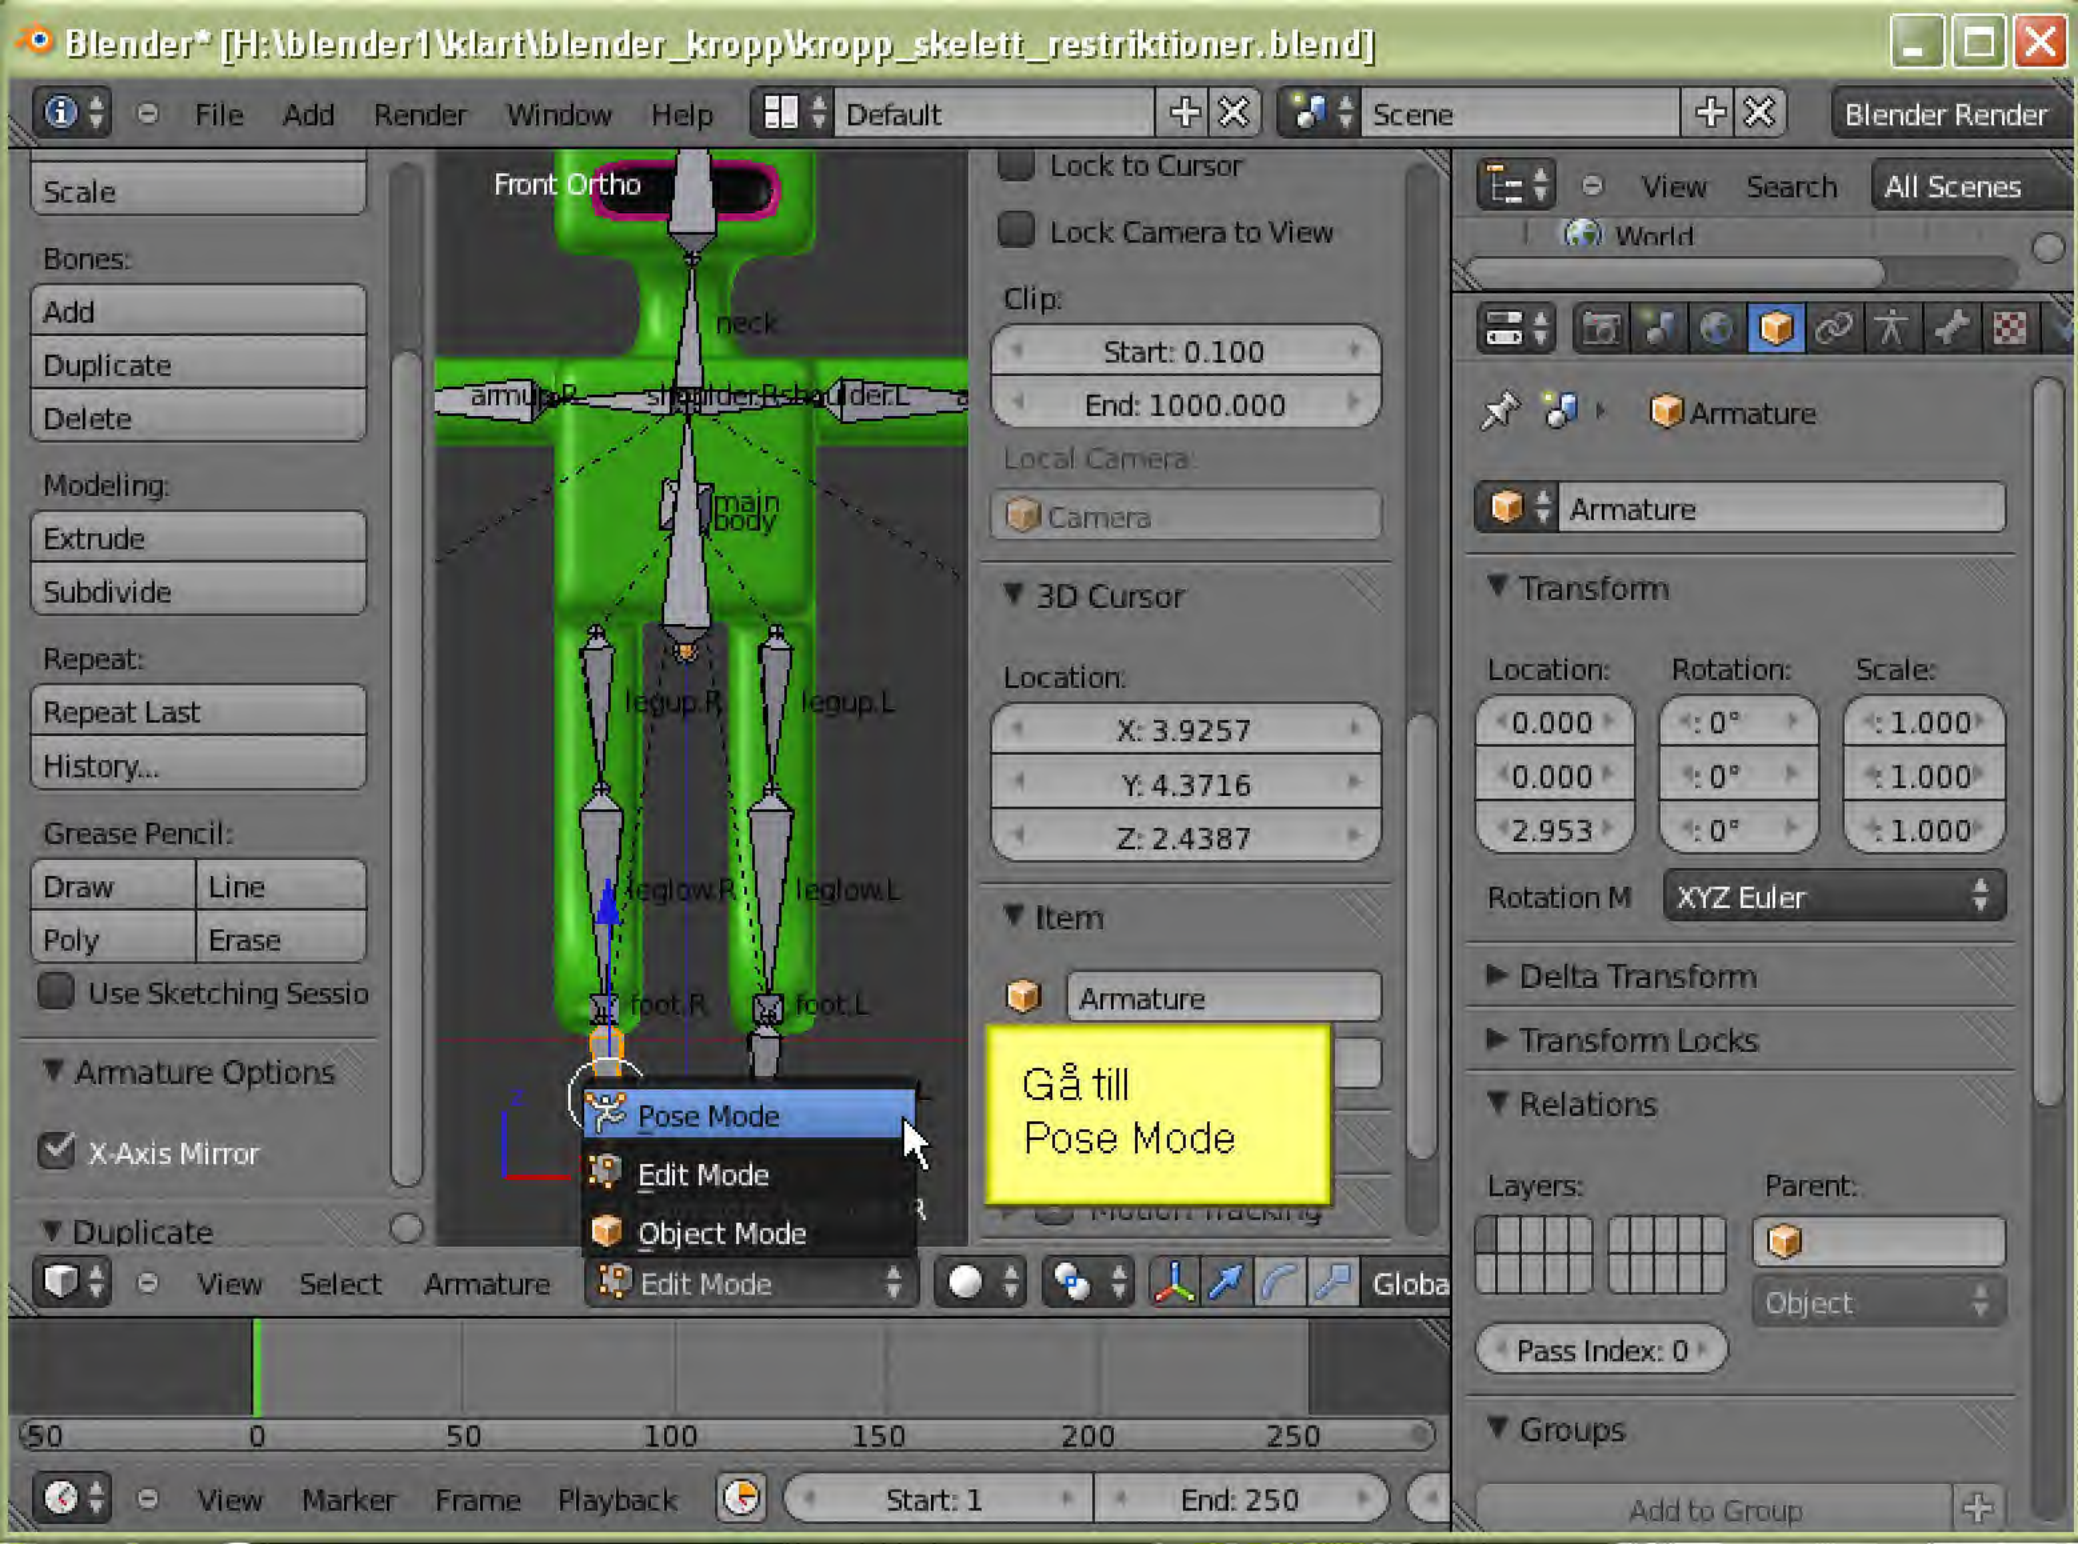 Blender* [H:\blender1\klart\blender_kropp\kropp_skelett_restriktioner.blend]
File Add Render Window Help Default Scene Blender Render
Scale
Bones:
Add
Duplicate
Delete
Modeling:
Extrude
Subdivide
Repeat:
Repeat Last
History...
Grease Pencil:
Draw Line
Poly Erase
Use Sketching Sessio
Armature Options
X-Axis Mirror
Duplicate
Front Ortho
neck
armup.R shoulder.R shoulder.L a
main
body
legup.R legup.L
leglow.R leglow.L
foot.R foot.L
z
Pose Mode
Edit Mode
Object Mode
L
R
Lock to Cursor
Lock Camera to View
Clip:
Start: 0.100
End: 1000.000
Local Camera:
Camera
3D Cursor
Location:
X: 3.9257
Y: 4.3716
Z: 2.4387
Item
Armature
Gå till
Pose Mode
Motion Tracking
View Select Armature Edit Mode Globa
-50 0 50 100 150 200 250
View Marker Frame Playback Start: 1 End: 250
View Search All Scenes
World
Armature
Armature
Transform
Location: Rotation: Scale:
0.000 : 0° : 1.000
0.000 : 0° : 1.000
2.953 : 0° : 1.000
Rotation M XYZ Euler
Delta Transform
Transform Locks
Relations
Layers: Parent:
Object
Pass Index: 0
Groups
Add to Group